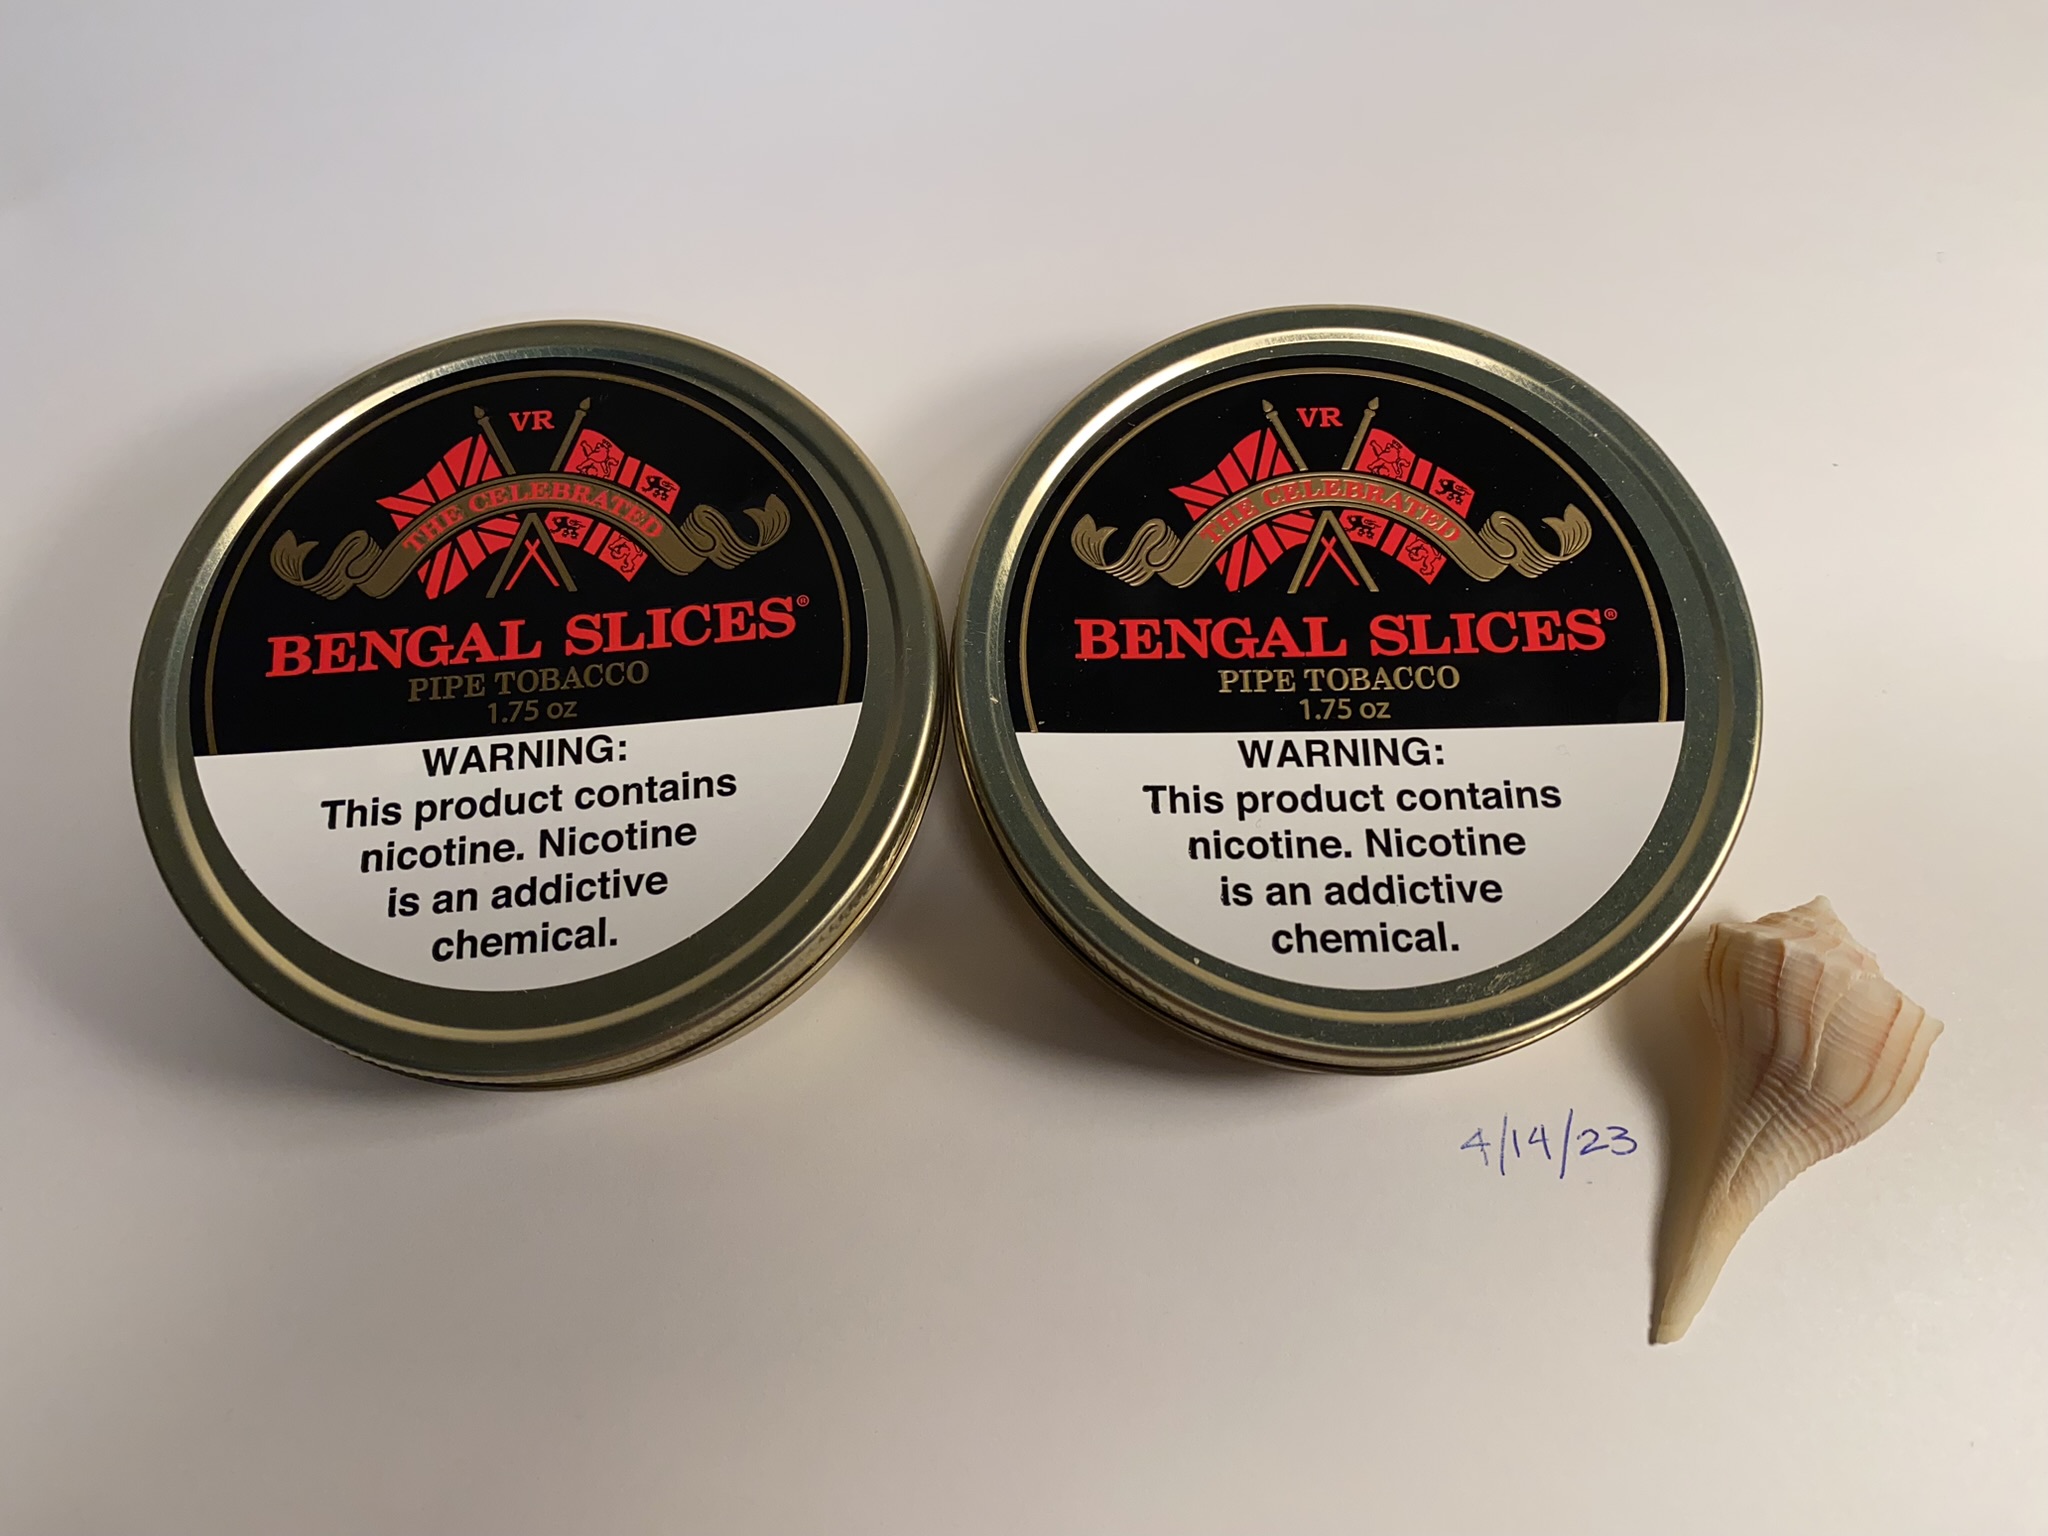 VR
THE CELEBRATED
BENGAL SLICES®
PIPE TOBACCO
1.75 oz
WARNING:
This product contains
nicotine. Nicotine
is an addictive
chemical.
VR
THE CELEBRATED
BENGAL SLICES®
PIPE TOBACCO
1.75 oz
WARNING:
This product contains
nicotine. Nicotine
is an addictive
chemical.
4/14/23